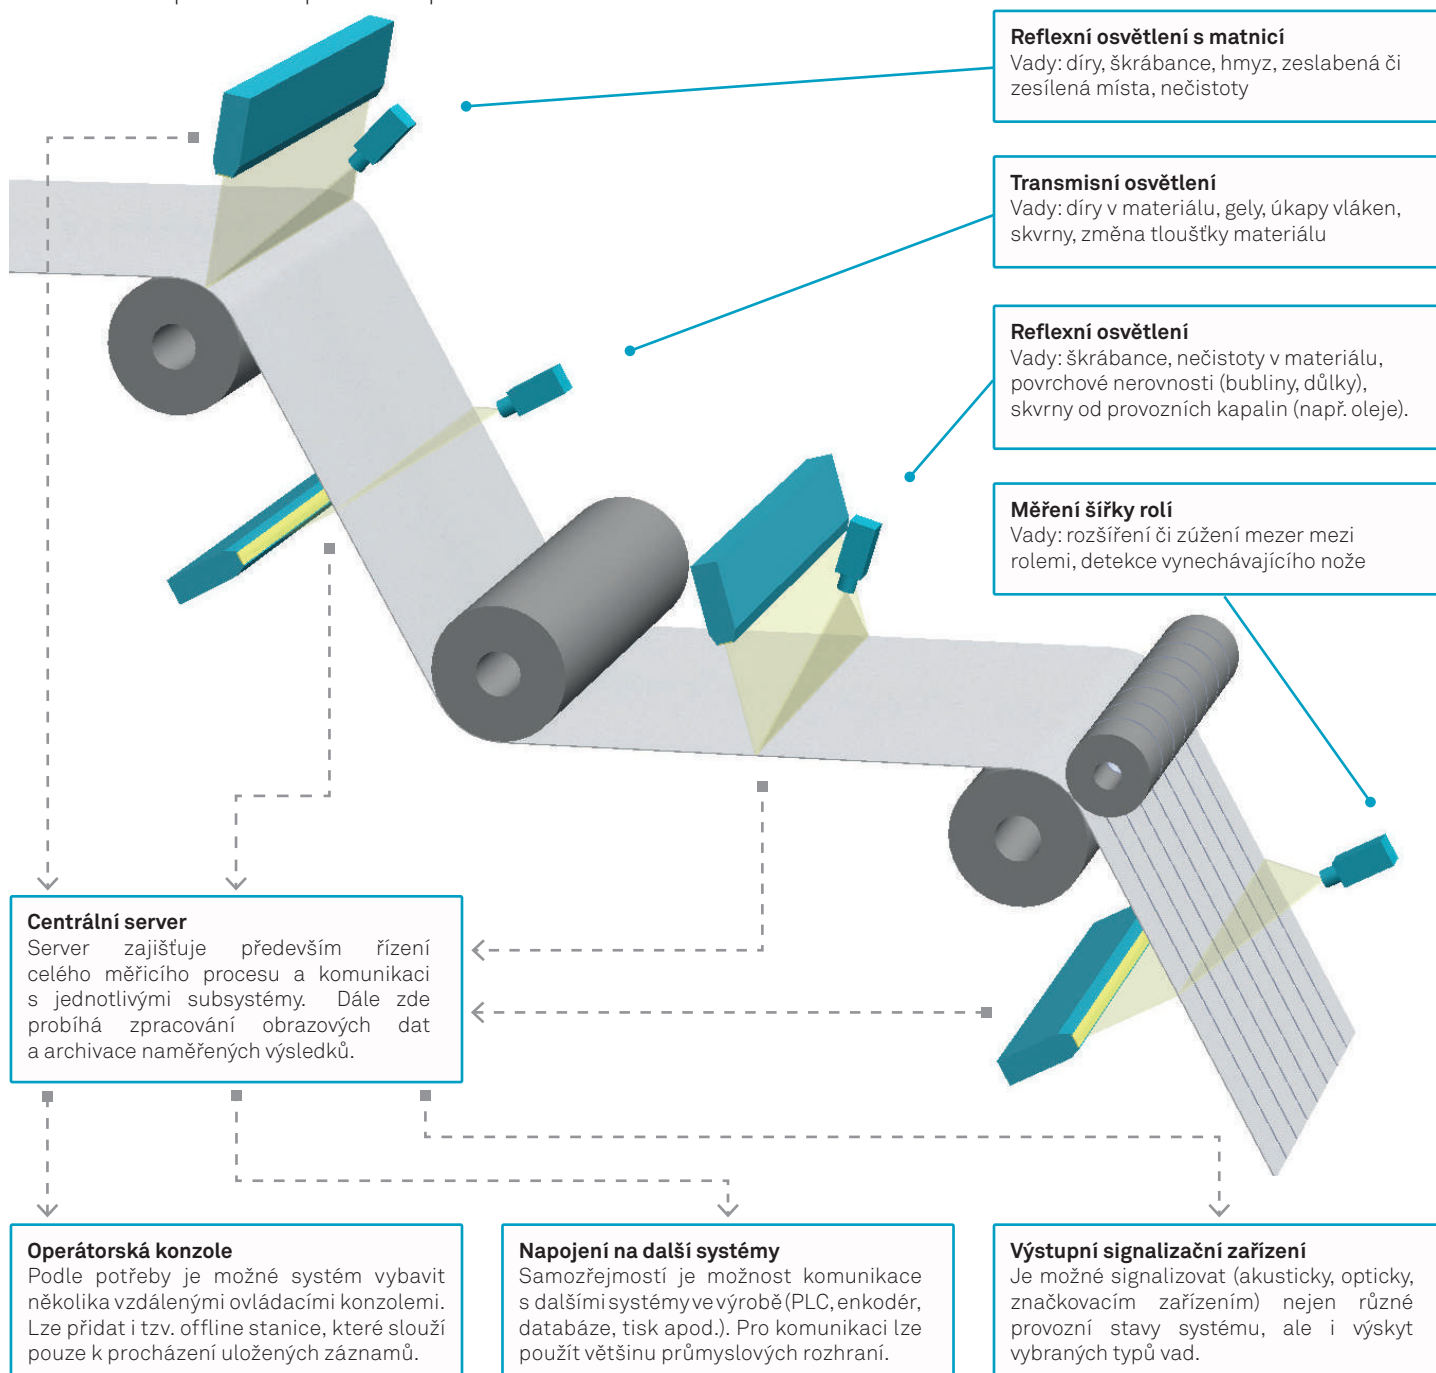 Reflexní osvětlení s matnicí
Vady: díry, škrábance, hmyz, zeslabená či
zesílená místa, nečistoty
Transmisní osvětlení
Vady: díry v materiálu, gely, úkapy vláken,
skvrny, změna tloušťky materiálu
Reflexní osvětlení
Vady: škrábance, nečistoty v materiálu,
povrchové nerovnosti (bubliny, důlky),
skvrny od provozních kapalin (např. oleje).
Měření šířky rolí
Vady: rozšíření či zúžení mezer mezi
rolemi, detekce vynechávajícího nože
Centrální server
Server zajišťuje především řízení
celého měřicího procesu a komunikaci
s jednotlivými subsystémy. Dále zde
probíhá zpracování obrazových dat
a archivace naměřených výsledků.
Operátorská konzole
Podle potřeby je možné systém vybavit
několika vzdálenými ovládacími konzolemi.
Lze přidat i tzv. offline stanice, které slouží
pouze k procházení uložených záznamů.
Napojení na další systémy
Samozřejmostí je možnost komunikace
s dalšími systémy ve výrobě (PLC, enkodér,
databáze, tisk apod.). Pro komunikaci lze
použít většinu průmyslových rozhraní.
Výstupní signalizační zařízení
Je možné signalizovat (akusticky, opticky,
značkovacím zařízením) nejen různé
provozní stavy systému, ale i výskyt
vybraných typů vad.